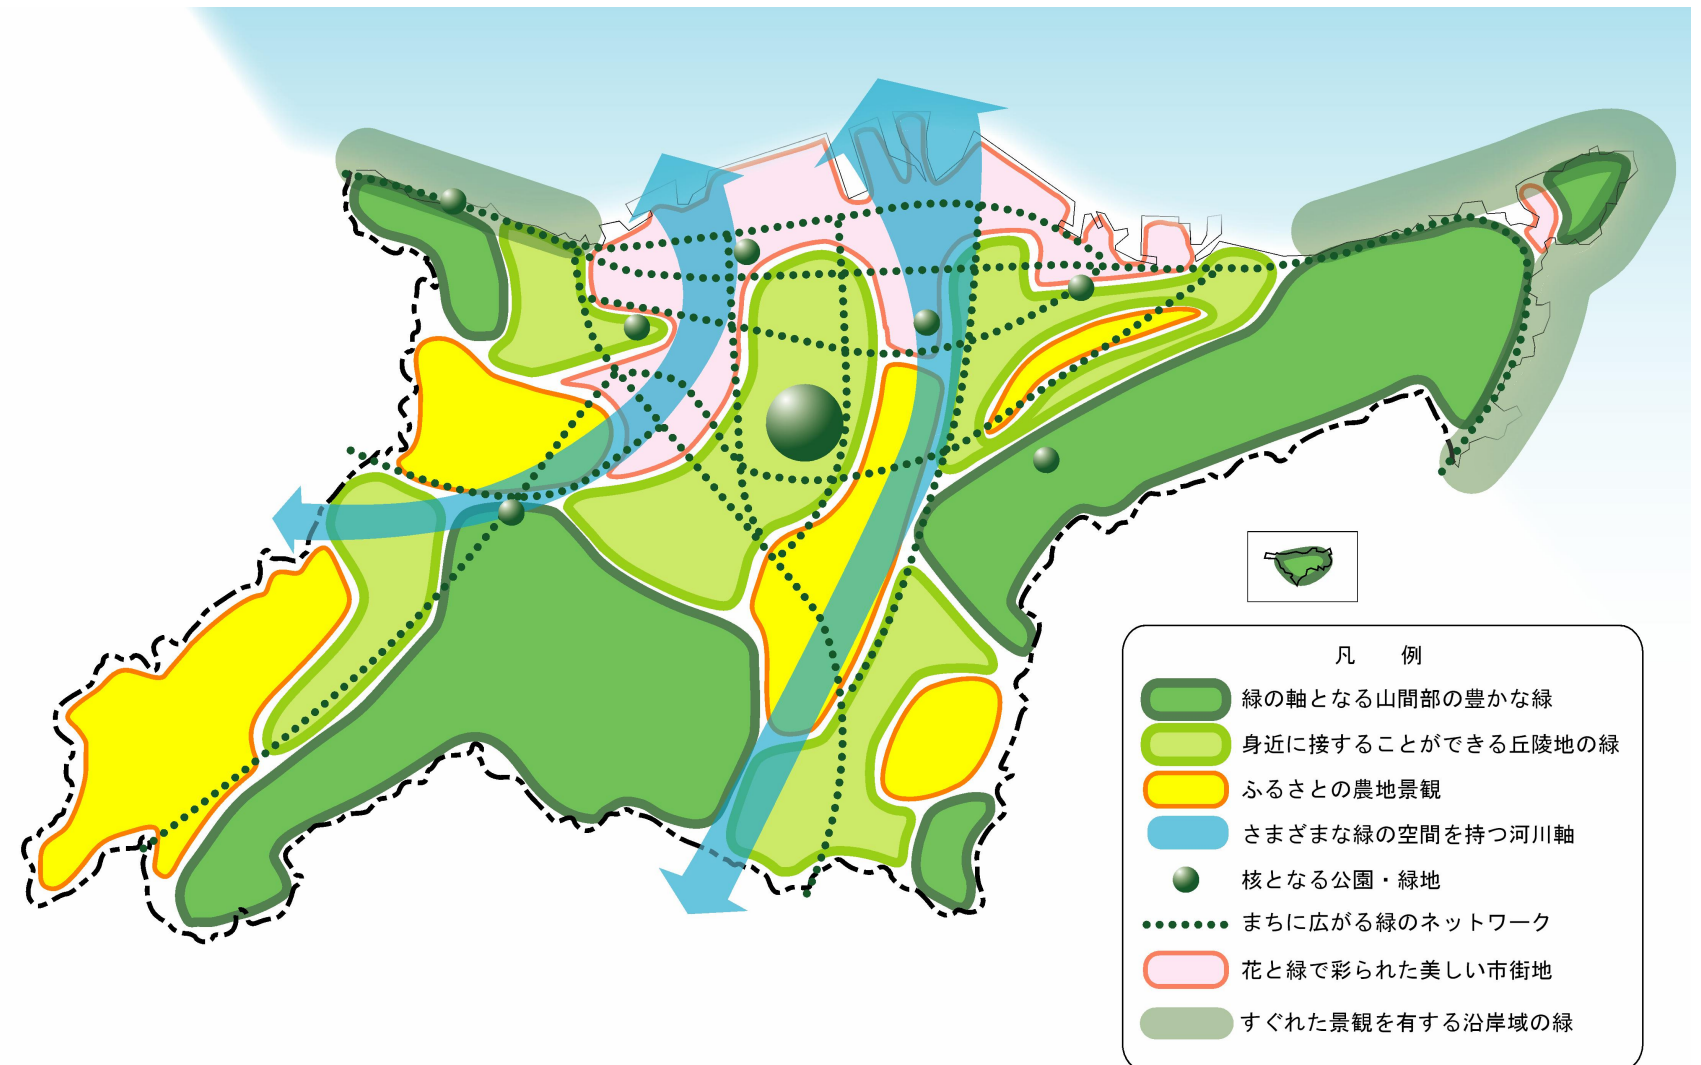 凡　例
緑の軸となる山間部の豊かな緑
身近に接することができる丘陵地の緑
ふるさとの農地景観
さまざまな緑の空間を持つ河川軸
核となる公園・緑地
まちに広がる緑のネットワーク
花と緑で彩られた美しい市街地
すぐれた景観を有する沿岸域の緑